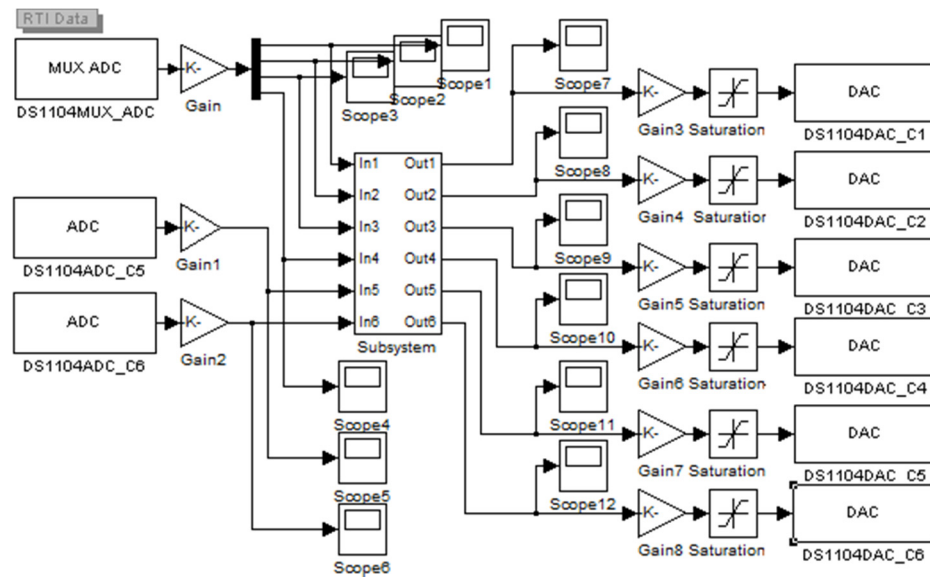 RTI Data
MUX ADC
DS1104MUX_ADC
K-
Gain
Scope3
Scope2
Scope1
ADC
DS1104ADC_C5
K-
Gain1
ADC
DS1104ADC_C6
K-
Gain2
In1 Out1
In2 Out2
In3 Out3
In4 Out4
In5 Out5
In6 Out6
Subsystem
Scope4
Scope5
Scope6
Scope7
K-
Gain3 Saturation
DAC
DS1104DAC_C1
Scope8
K-
Gain4 Saturation
DAC
DS1104DAC_C2
Scope9
K-
Gain5 Saturation
DAC
DS1104DAC_C3
Scope10
K-
Gain6 Saturation
DAC
DS1104DAC_C4
Scope11
K-
Gain7 Saturation
DAC
DS1104DAC_C5
Scope12
K-
Gain8 Saturation
DAC
DS1104DAC_C6